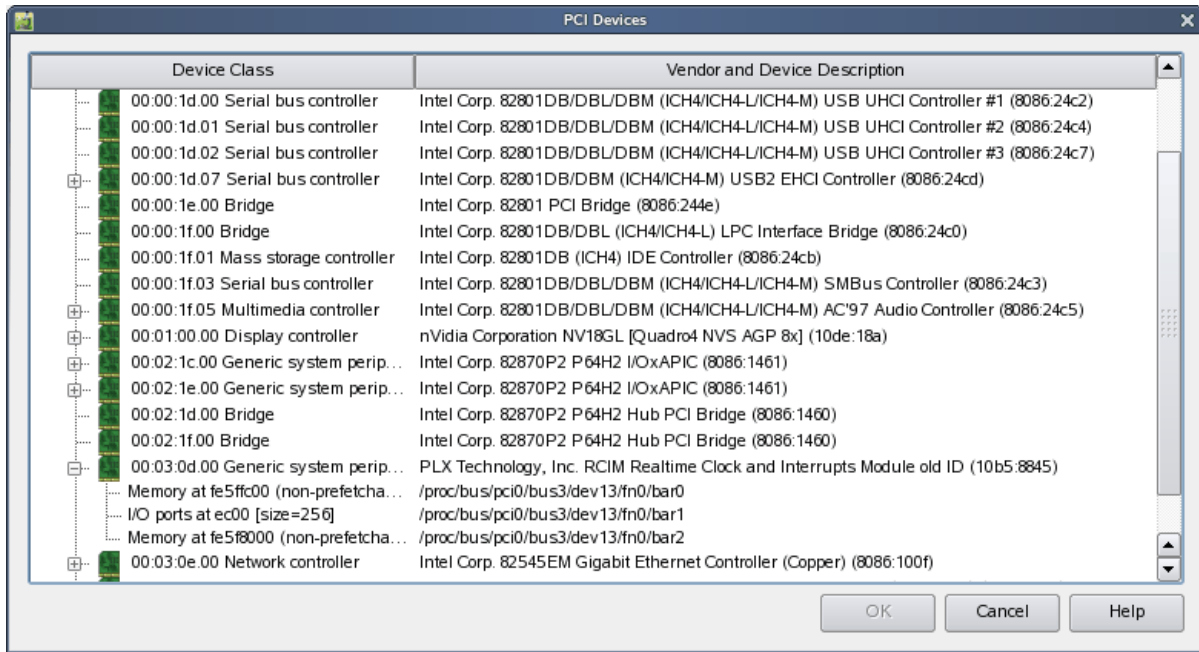 PCI Devices
Device Class Vendor and Device Description
00:00:1d.00 Serial bus controller Intel Corp. 82801DB/DBL/DBM (ICH4/ICH4-L/ICH4-M) USB UHCI Controller #1 (8086:24c2)
00:00:1d.01 Serial bus controller Intel Corp. 82801DB/DBL/DBM (ICH4/ICH4-L/ICH4-M) USB UHCI Controller #2 (8086:24c4)
00:00:1d.02 Serial bus controller Intel Corp. 82801DB/DBL/DBM (ICH4/ICH4-L/ICH4-M) USB UHCI Controller #3 (8086:24c7)
00:00:1d.07 Serial bus controller Intel Corp. 82801DB/DBM (ICH4/ICH4-M) USB2 EHCI Controller (8086:24cd)
00:00:1e.00 Bridge Intel Corp. 82801 PCI Bridge (8086:244e)
00:00:1f.00 Bridge Intel Corp. 82801DB/DBL (ICH4/ICH4-L) LPC Interface Bridge (8086:24c0)
00:00:1f.01 Mass storage controller Intel Corp. 82801DB (ICH4) IDE Controller (8086:24cb)
00:00:1f.03 Serial bus controller Intel Corp. 82801DB/DBL/DBM (ICH4/ICH4-L/ICH4-M) SMBus Controller (8086:24c3)
00:00:1f.05 Multimedia controller Intel Corp. 82801DB/DBL/DBM (ICH4/ICH4-L/ICH4-M) AC'97 Audio Controller (8086:24c5)
00:01:00.00 Display controller nVidia Corporation NV18GL [Quadro4 NVS AGP 8x] (10de:18a)
00:02:1c.00 Generic system perip... Intel Corp. 82870P2 P64H2 I/OxAPIC (8086:1461)
00:02:1e.00 Generic system perip... Intel Corp. 82870P2 P64H2 I/OxAPIC (8086:1461)
00:02:1d.00 Bridge Intel Corp. 82870P2 P64H2 Hub PCI Bridge (8086:1460)
00:02:1f.00 Bridge Intel Corp. 82870P2 P64H2 Hub PCI Bridge (8086:1460)
00:03:0d.00 Generic system perip... PLX Technology, Inc. RCIM Realtime Clock and Interrupts Module old ID (10b5:8845)
Memory at fe5ffc00 (non-prefetcha... /proc/bus/pci0/bus3/dev13/fn0/bar0
I/O ports at ec00 [size=256] /proc/bus/pci0/bus3/dev13/fn0/bar1
Memory at fe5f8000 (non-prefetcha... /proc/bus/pci0/bus3/dev13/fn0/bar2
00:03:0e.00 Network controller Intel Corp. 82545EM Gigabit Ethernet Controller (Copper) (8086:100f)
OK Cancel Help